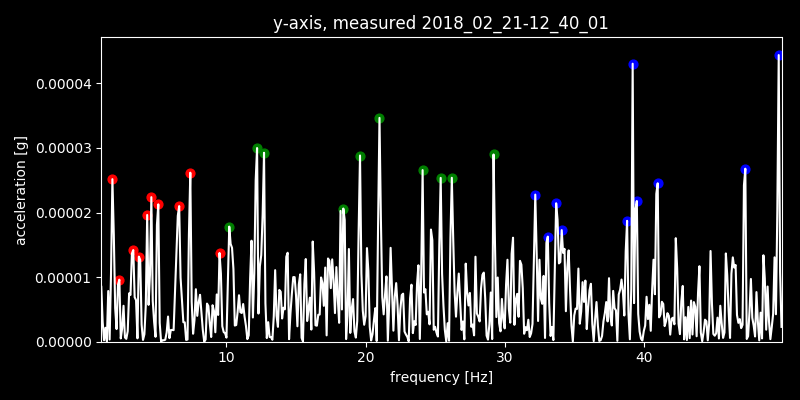 y-axis, measured 2018_02_21-12_40_01
0.00004
0.00003
0.00002
0.00001
0.00000
acceleration [g]
10 20 30 40
frequency [Hz]